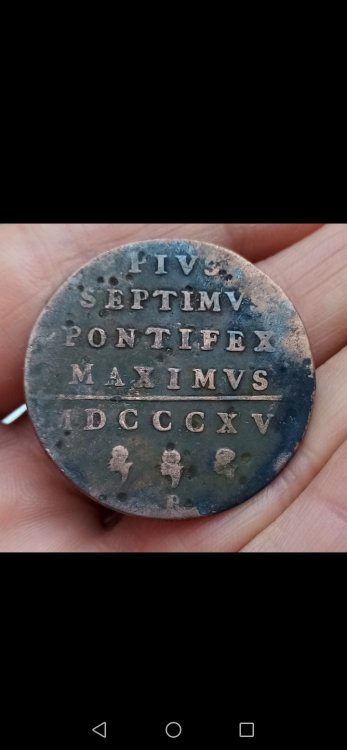 PIVS
SEPTIMVS
PONTIFEX
MAXIMVS
MDCCCXV
R